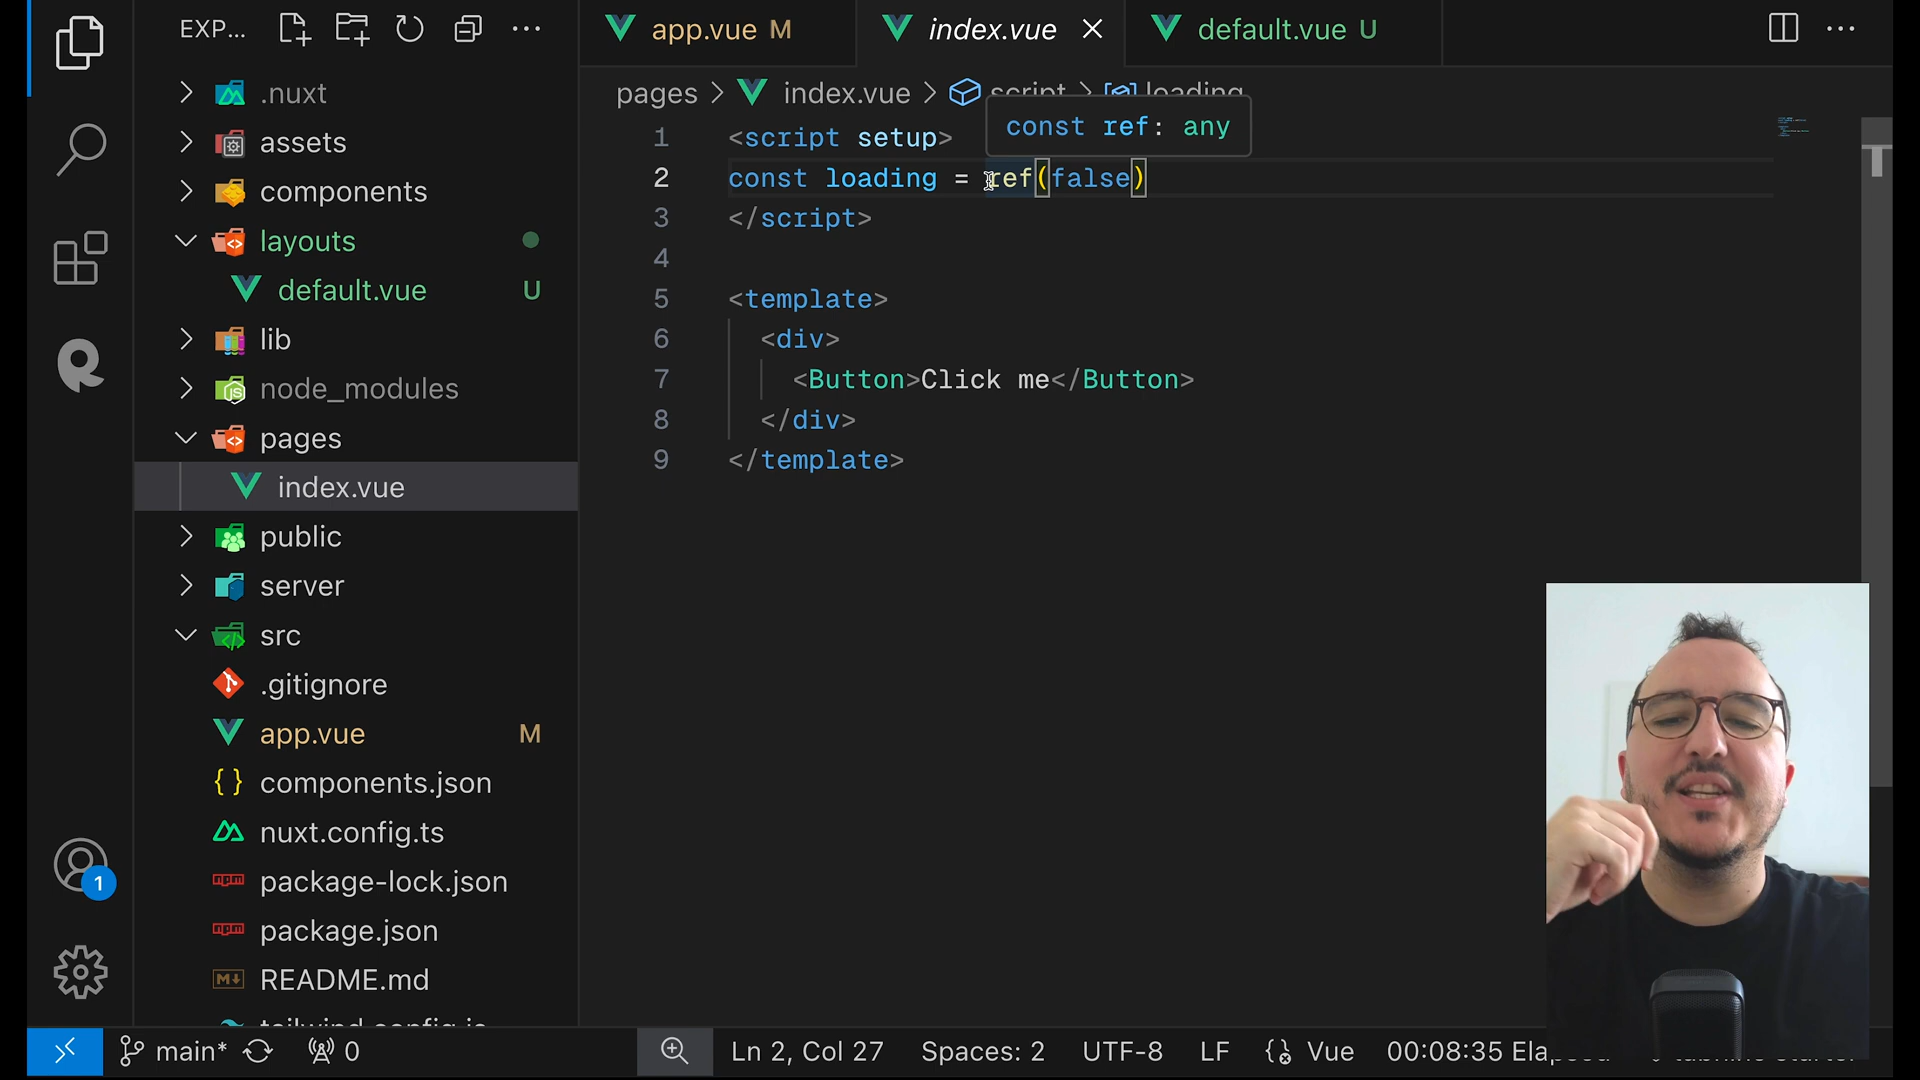 EXP...
app.vue M
index.vue
default.vue U
.nuxt
assets
components
layouts
default.vue U
lib
node_modules
pages
index.vue
public
server
src
.gitignore
app.vue M
components.json
nuxt.config.ts
package-lock.json
package.json
README.md
pages > index.vue > script > loading
const ref: any
1 <script setup>
2 const loading = ref(false)
3 </script>
4
5 <template>
6 <div>
7 <Button>Click me</Button>
8 </div>
9 </template>
1
main* 0
Ln 2, Col 27 Spaces: 2 UTF-8 LF Vue 00:08:35